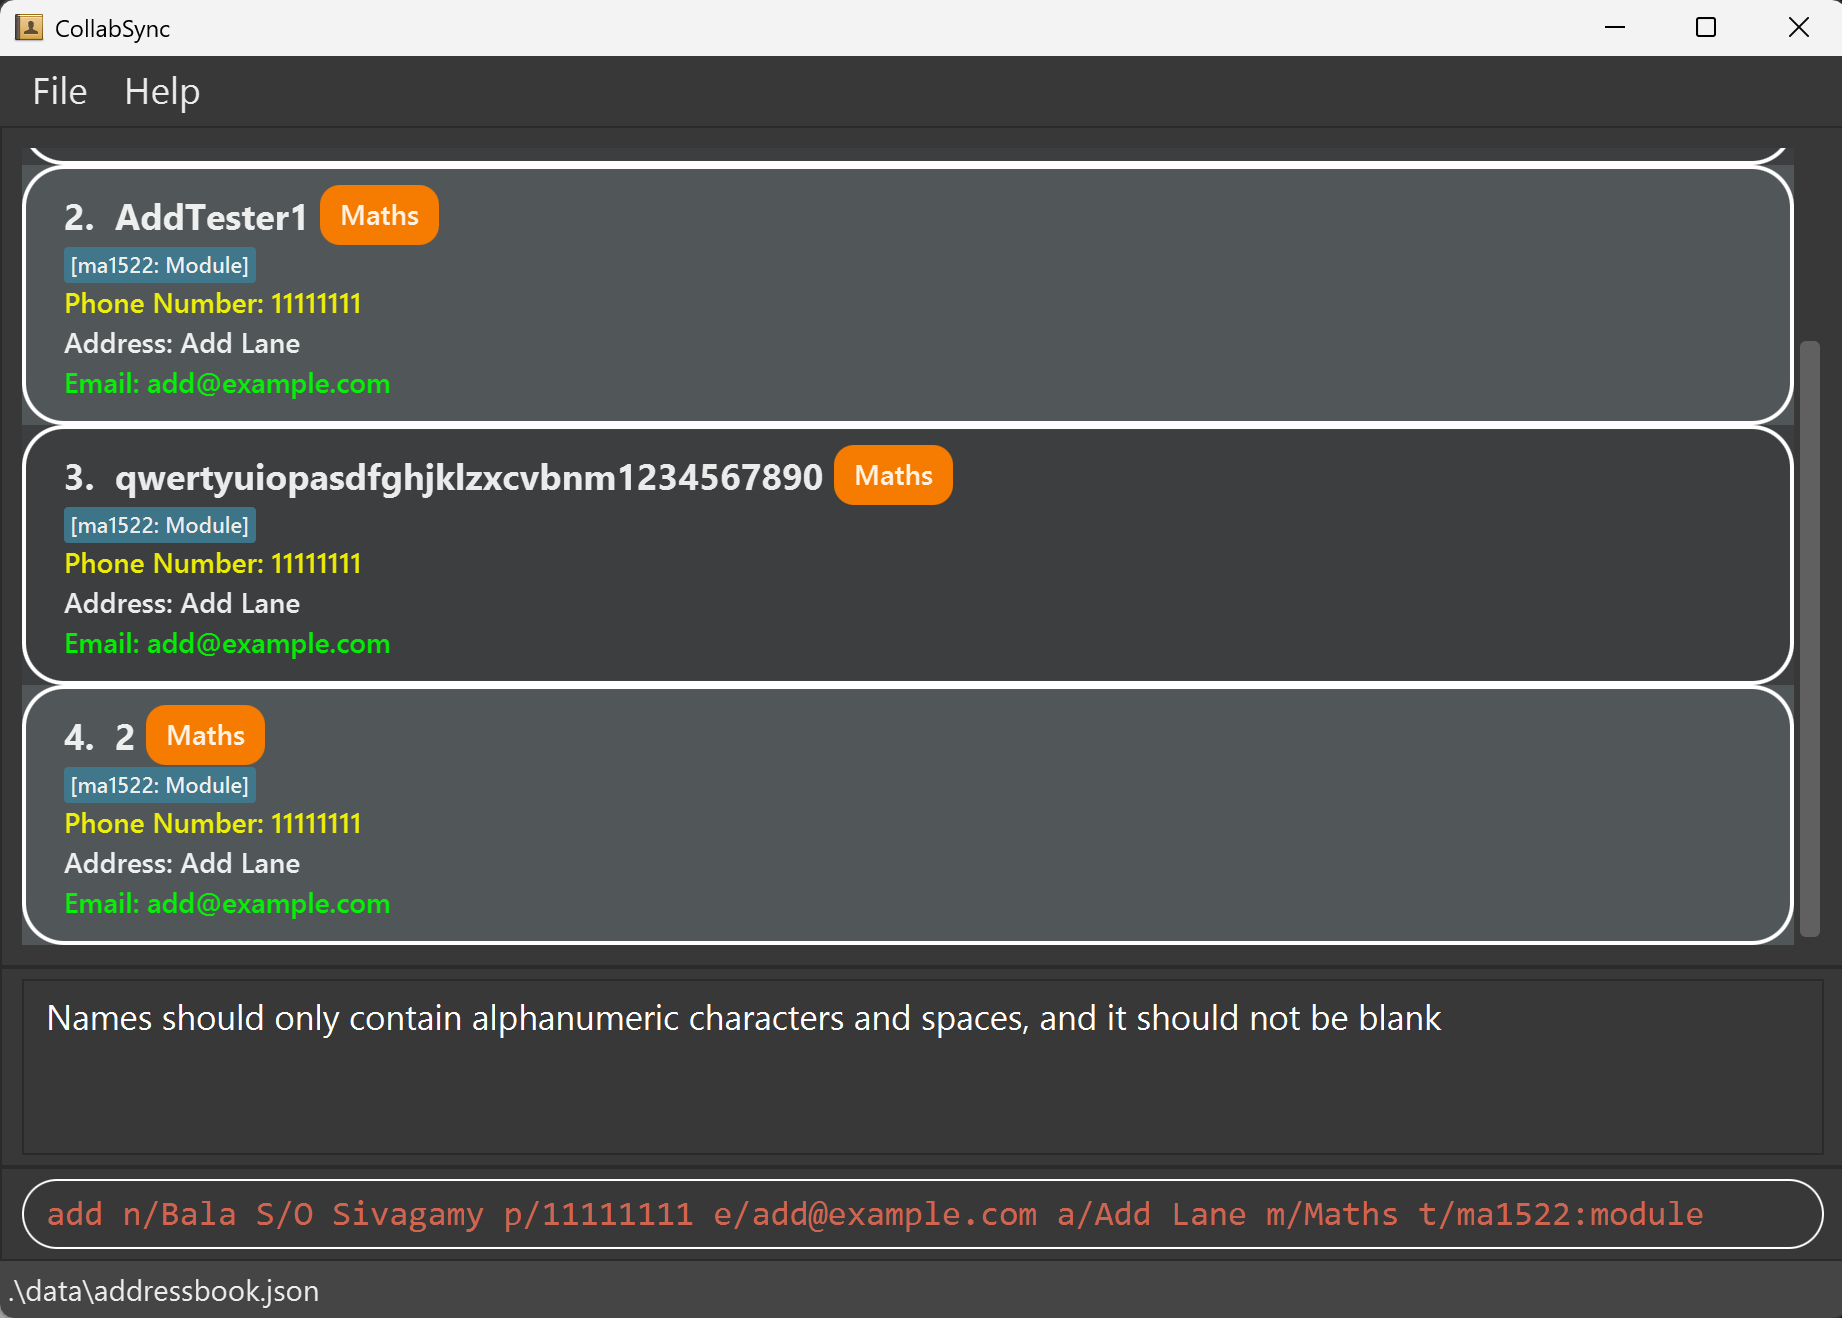 CollabSync
File Help
2. AddTester1 Maths
[ma1522: Module]
Phone Number: 11111111
Address: Add Lane
Email: add@example.com
3. qwertyuiopasdfghjklzxcvbnm1234567890 Maths
[ma1522: Module]
Phone Number: 11111111
Address: Add Lane
Email: add@example.com
4. 2 Maths
[ma1522: Module]
Phone Number: 11111111
Address: Add Lane
Email: add@example.com
Names should only contain alphanumeric characters and spaces, and it should not be blank
add n/Bala S/O Sivagamy p/11111111 e/add@example.com a/Add Lane m/Maths t/ma1522:module
.\data\addressbook.json